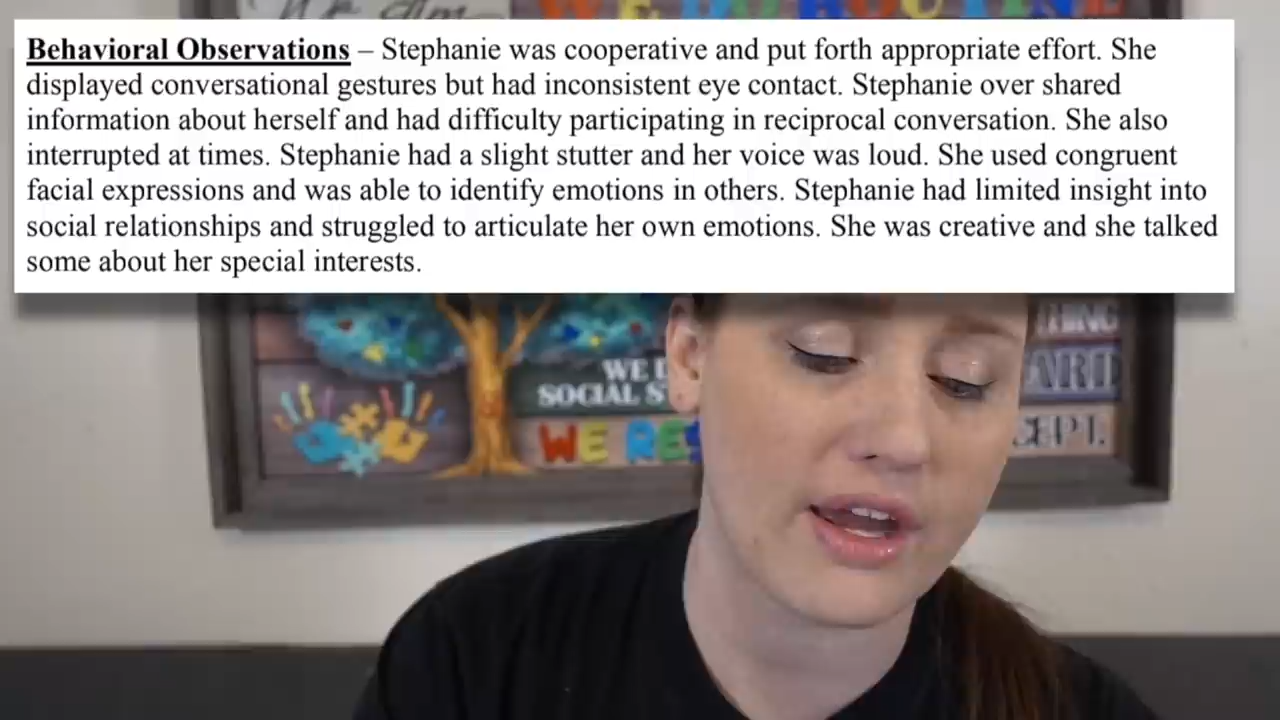 WE DO ROUTINE
Behavioral Observations – Stephanie was cooperative and put forth appropriate effort. She
displayed conversational gestures but had inconsistent eye contact. Stephanie over shared
information about herself and had difficulty participating in reciprocal conversation. She also
interrupted at times. Stephanie had a slight stutter and her voice was loud. She used congruent
facial expressions and was able to identify emotions in others. Stephanie had limited insight into
social relationships and struggled to articulate her own emotions. She was creative and she talked
some about her special interests.
WE
SOCIAL S
WE RES